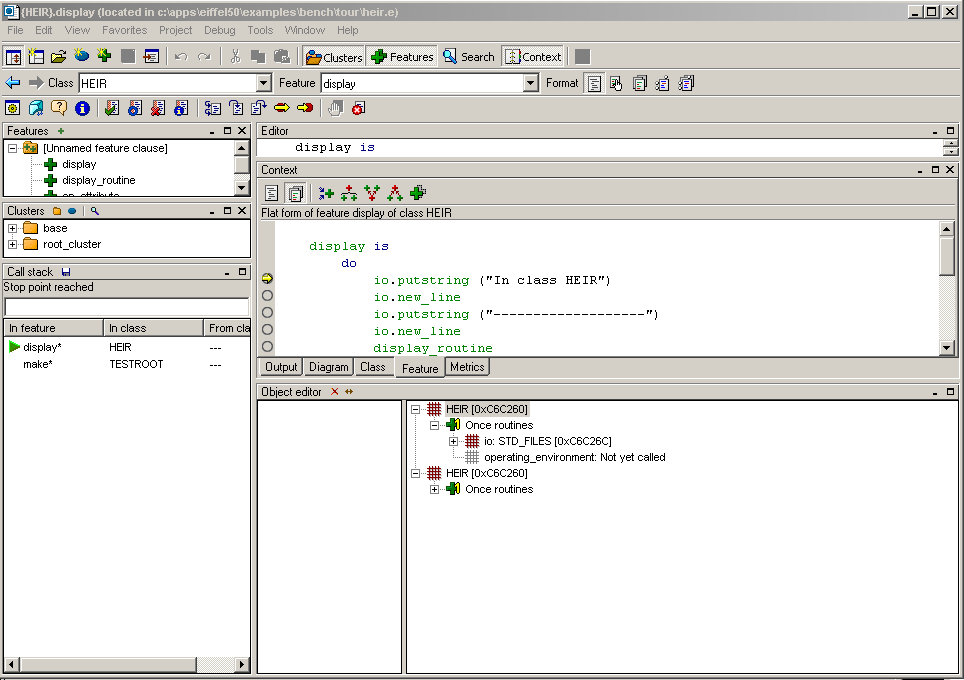 {HEIR}.display (located in c:\apps\eiffel50\examples\bench\tour\heir.e)
File Edit View Favorites Project Debug Tools Window Help
Clusters Features Search Context
Class HEIR Feature display Format
Features
[Unnamed feature clause]
display
display_routine
Clusters
base
root_cluster
Call stack
Stop point reached
In feature In class From cla
display* HEIR ---
make* TESTROOT ---
Editor
display is
Context
Flat form of feature display of class HEIR
display is
do
io.putstring ("In class HEIR")
io.new_line
io.putstring ("-------------------")
io.new_line
display_routine
Output Diagram Class Feature Metrics
Object editor
HEIR [0xC6C260]
Once routines
io: STD_FILES [0xC6C26C]
operating_environment: Not yet called
HEIR [0xC6C260]
Once routines